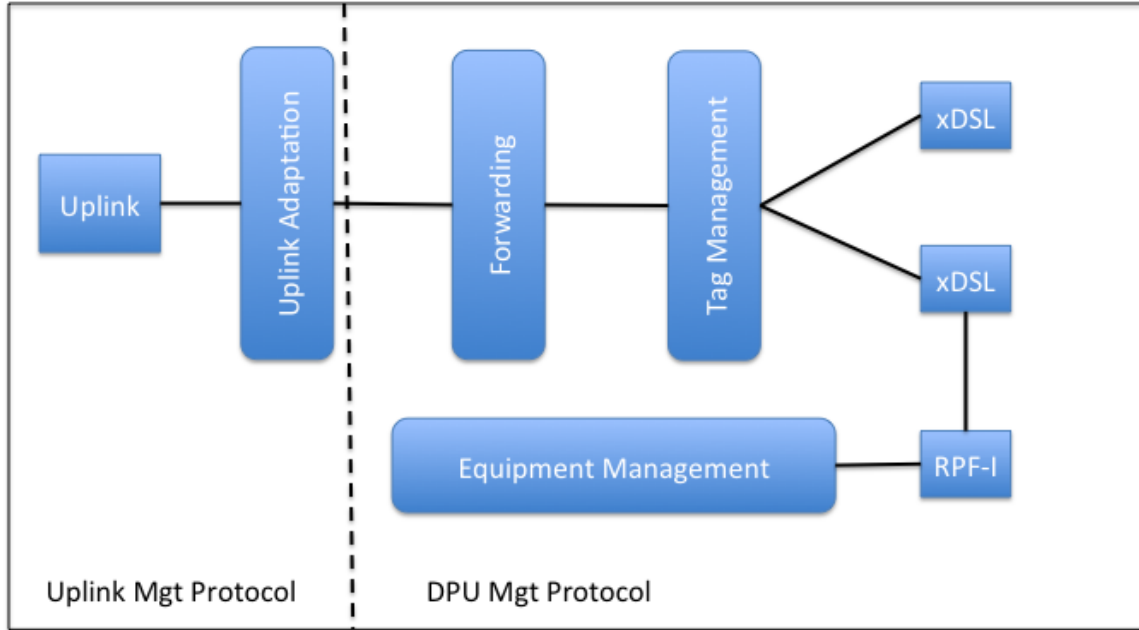 Uplink
Uplink Adaptation
Forwarding
Tag Management
xDSL
xDSL
Equipment Management
RPF-I
Uplink Mgt Protocol
DPU Mgt Protocol